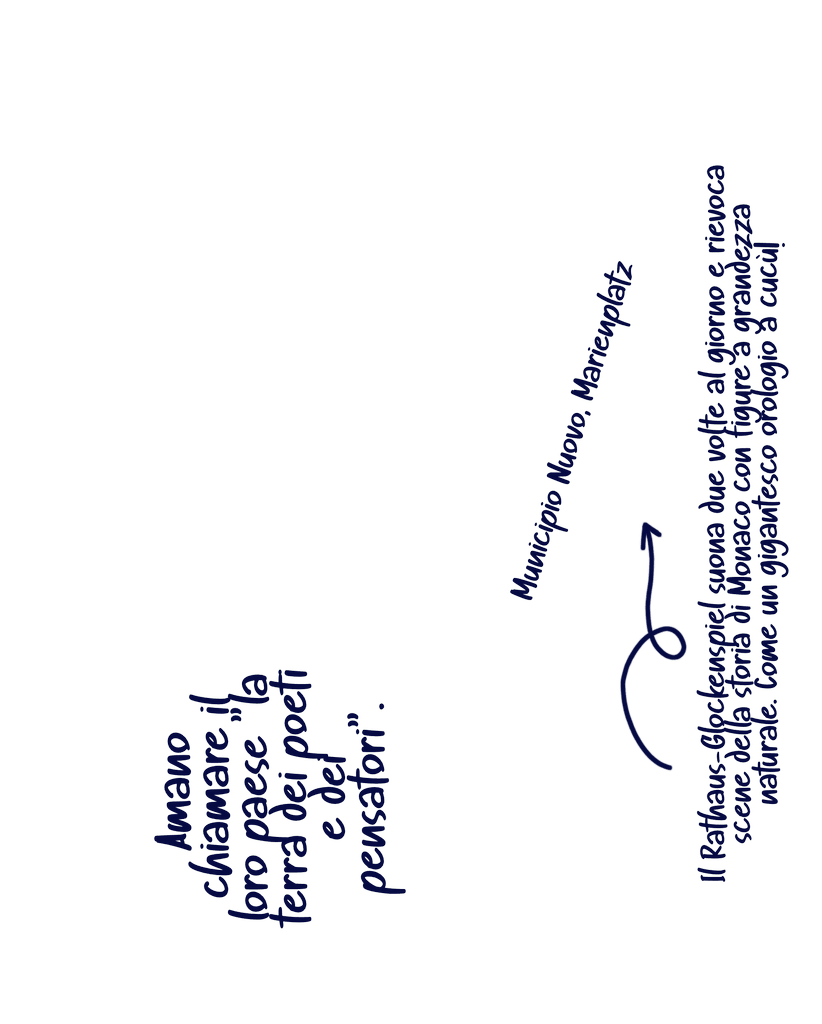 Amano
chiamare il
loro paese "la
terra dei poeti
e dei
pensatori".
Municipio Nuovo, Marienplatz
Il Rathaus-Glockenspiel suona due volte al giorno e rievoca
scene della storia di Monaco con figure a grandezza
naturale. Come un gigantesco orologio a cucù!